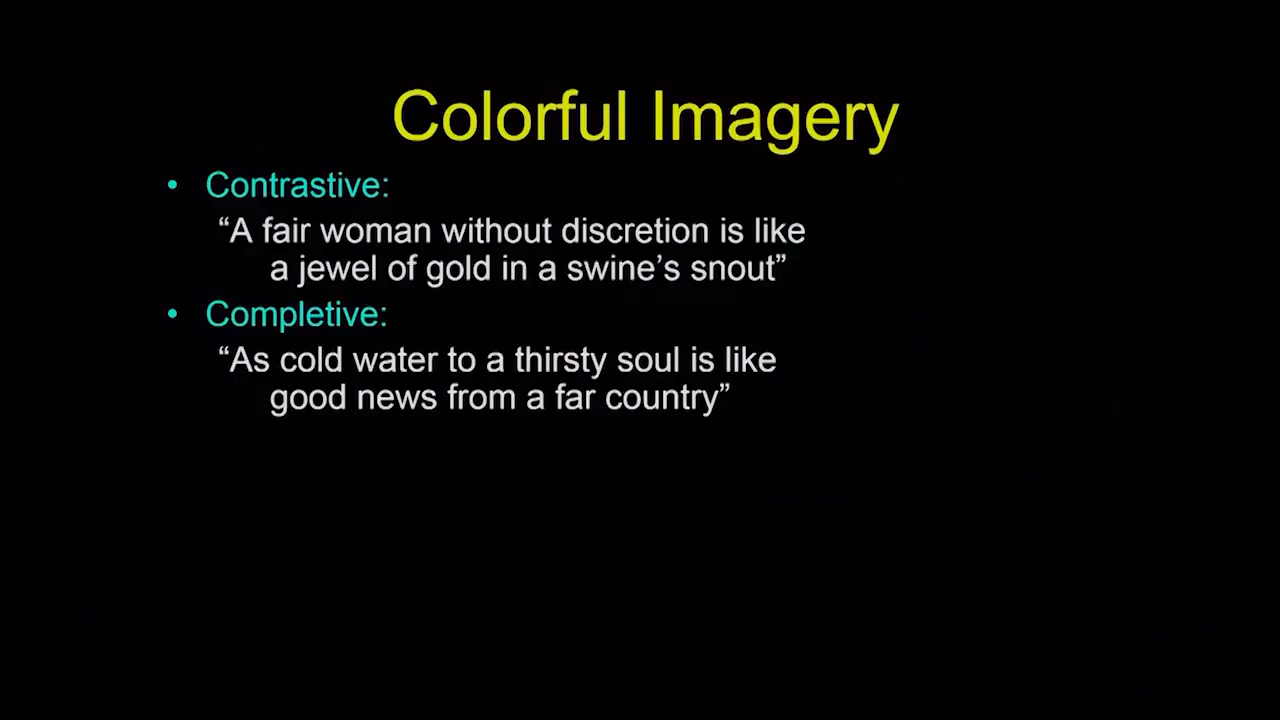 Colorful Imagery
• Contrastive:
“A fair woman without discretion is like
a jewel of gold in a swine’s snout”
• Completive:
“As cold water to a thirsty soul is like
good news from a far country”